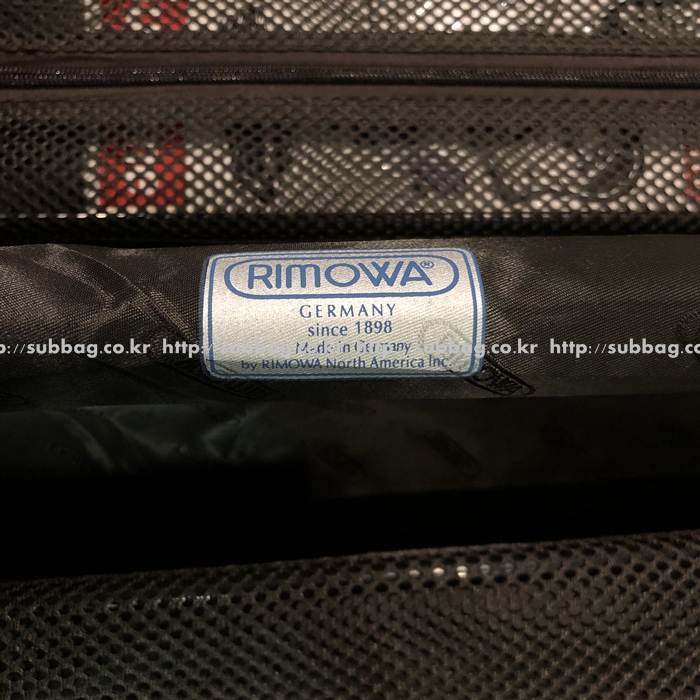 RIMOWA®
GERMANY
since 1898
Made in Germany
by RIMOWA North America Inc.
p://subbag.co.kr http://subbag.co.kr http://subbag.co.kr http